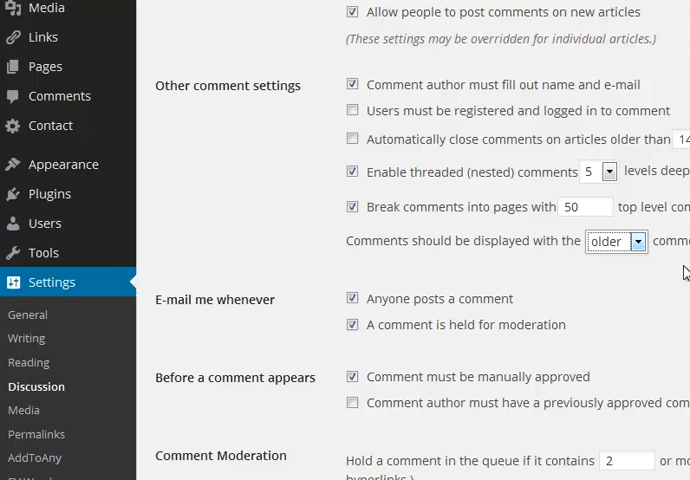 Media
Links
Pages
Comments
Contact
Appearance
Plugins
Users
Tools
Settings
General
Writing
Reading
Discussion
Media
Permalinks
AddToAny
Allow people to post comments on new articles
(These settings may be overridden for individual articles.)
Other comment settings
Comment author must fill out name and e-mail
Users must be registered and logged in to comment
Automatically close comments on articles older than 14
Enable threaded (nested) comments 5 levels deep
Break comments into pages with 50 top level com
Comments should be displayed with the older comme
E-mail me whenever
Anyone posts a comment
A comment is held for moderation
Before a comment appears
Comment must be manually approved
Comment author must have a previously approved com
Comment Moderation
Hold a comment in the queue if it contains 2 or mo
hyperlinks.)